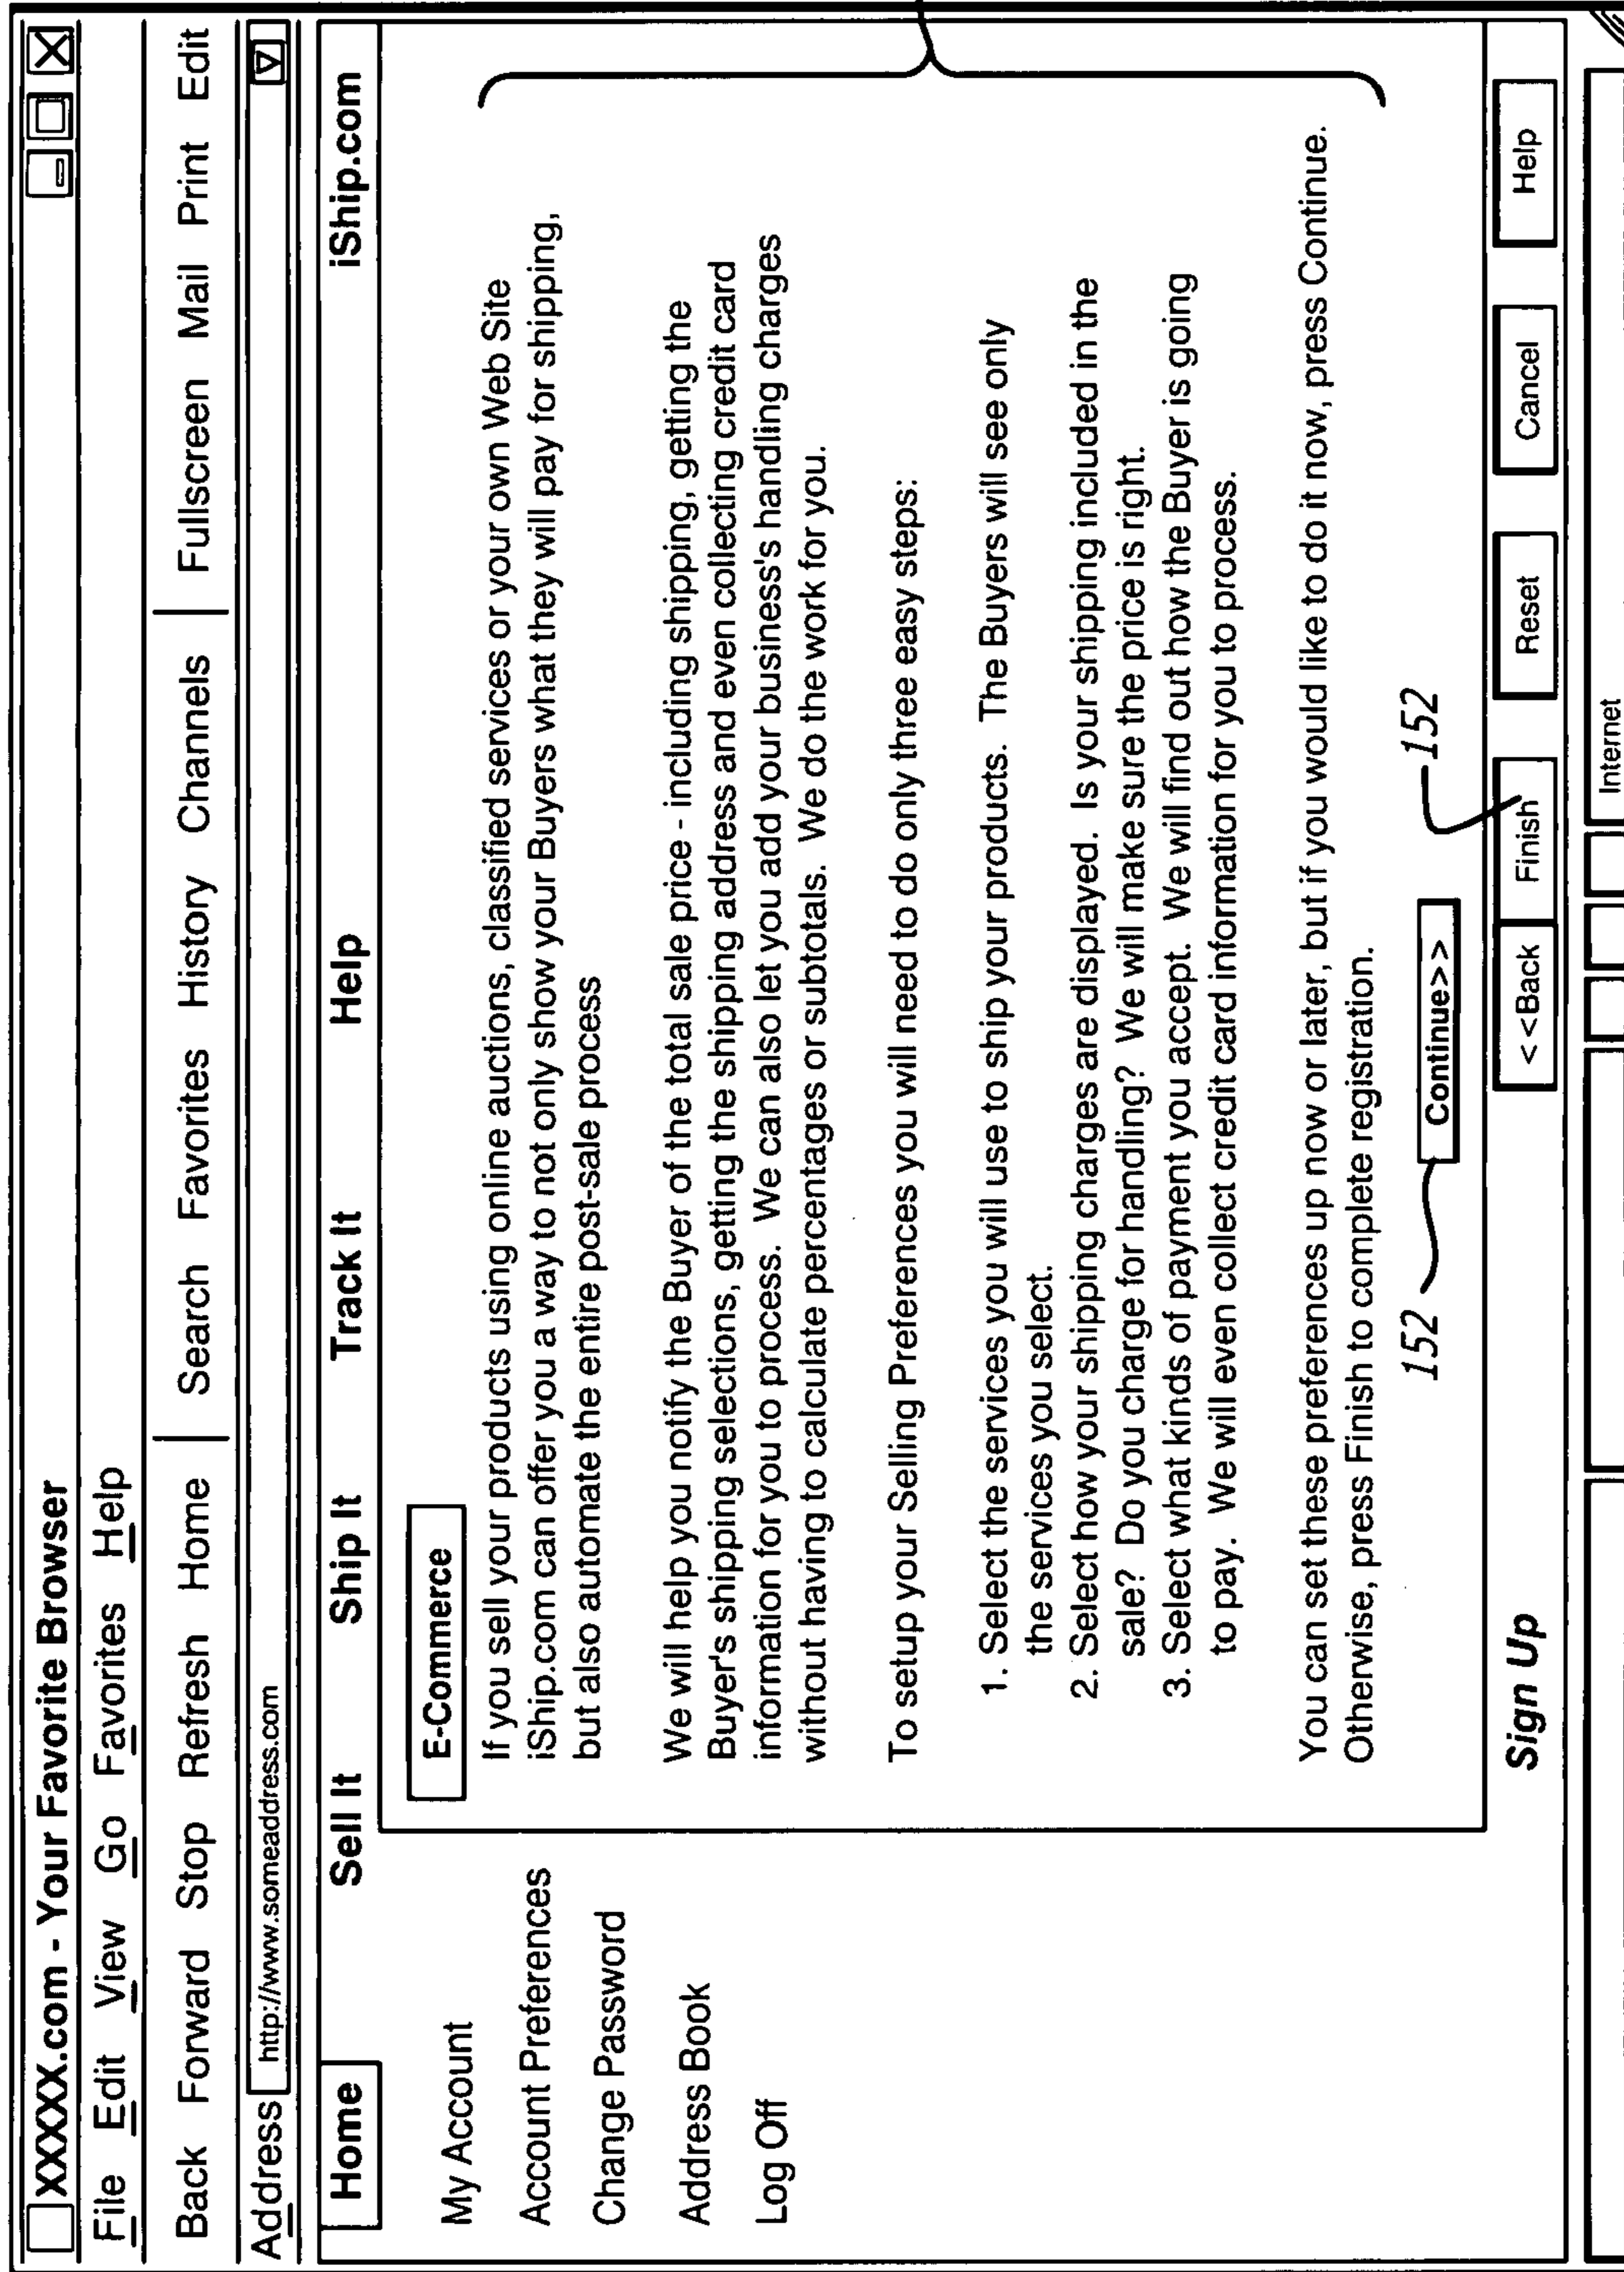 XXXXX.com - Your Favorite Browser
File Edit View Go Favorites Help
Back Forward Stop Refresh Home | Search Favorites History Channels | Fullscreen Mail Print Edit
Address http://www.someaddress.com
Home Sell It Ship It Track It Help iShip.com
My Account
Account Preferences
Change Password
Address Book
Log Off
E-Commerce
If you sell your products using online auctions, classified services or your own Web Site
iShip.com can offer you a way to not only show your Buyers what they will pay for shipping,
but also automate the entire post-sale process
We will help you notify the Buyer of the total sale price - including shipping, getting the
Buyer's shipping selections, getting the shipping address and even collecting credit card
information for you to process. We can also let you add your business's handling charges
without having to calculate percentages or subtotals. We do the work for you.
To setup your Selling Preferences you will need to do only three easy steps:
1. Select the services you will use to ship your products. The Buyers will see only
the services you select.
2. Select how your shipping charges are displayed. Is your shipping included in the
sale? Do you charge for handling? We will make sure the price is right.
3. Select what kinds of payment you accept. We will find out how the Buyer is going
to pay. We will even collect credit card information for you to process.
You can set these preferences up now or later, but if you would like to do it now, press Continue.
Otherwise, press Finish to complete registration.
152 Continue>> 152
Sign Up <<Back Finish Reset Cancel Help
Internet